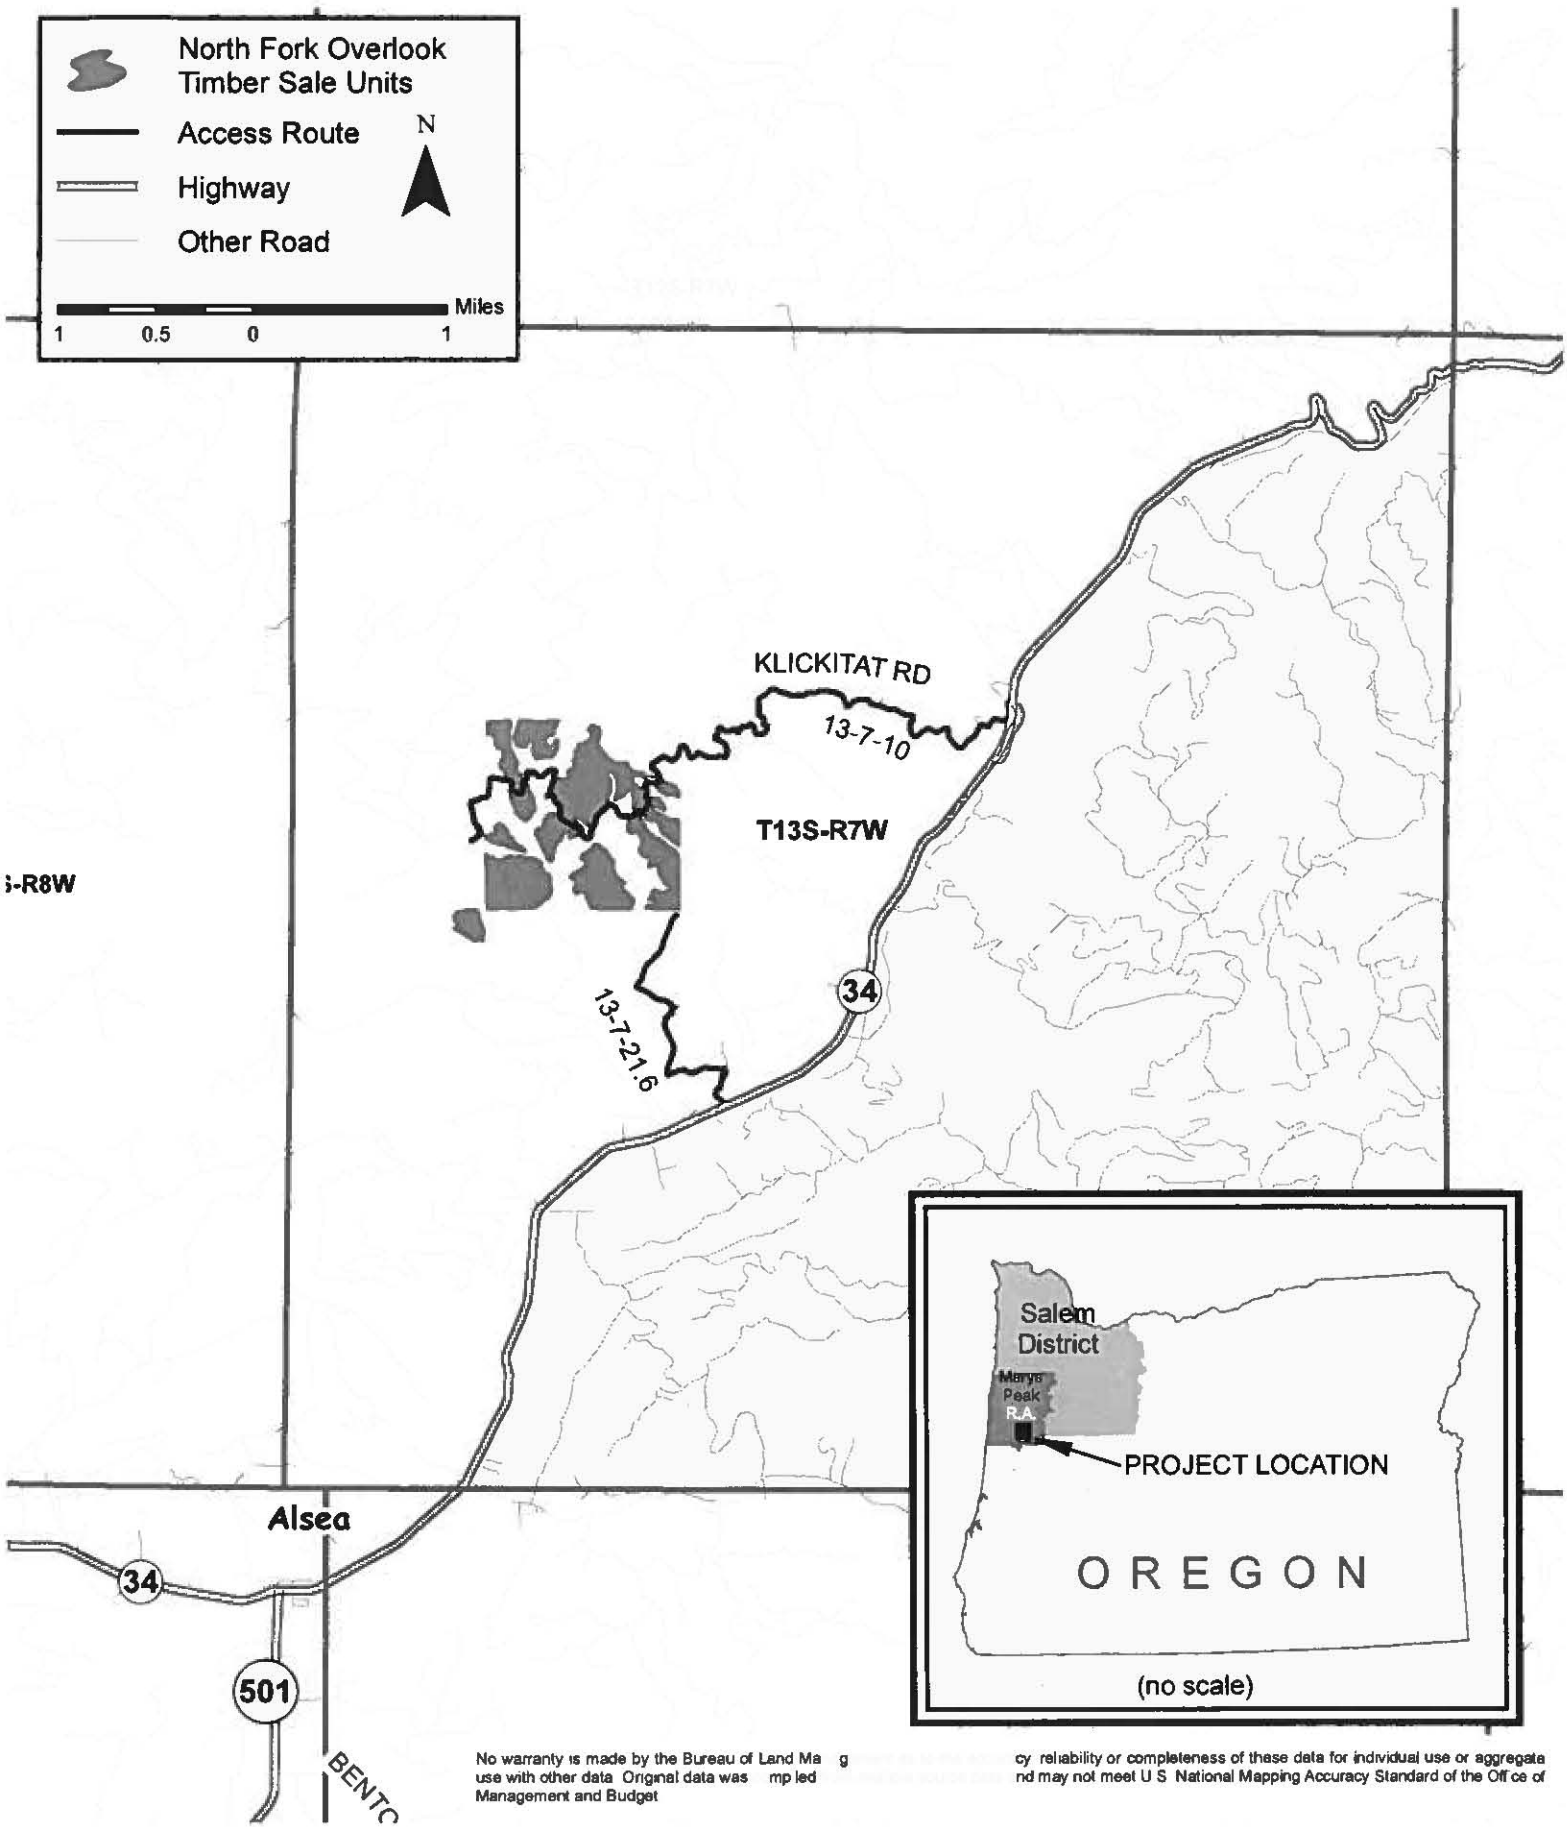 North Fork Overlook
Timber Sale Units
Access Route
N
Highway
Other Road
Miles
1 0.5 0 1
KLICKITAT RD
13-7-10
T13S-R7W
-R8W
34
13-7-21.6
Salem
District
Marys
Peak
R.A.
PROJECT LOCATION
Alsea
34
OREGON
501
(no scale)
BENTO
No warranty is made by the Bureau of Land Ma g cy reliability or completeness of these data for individual use or aggregate
use with other data Original data was mp led nd may not meet U S National Mapping Accuracy Standard of the Off ce of
Management and Budget